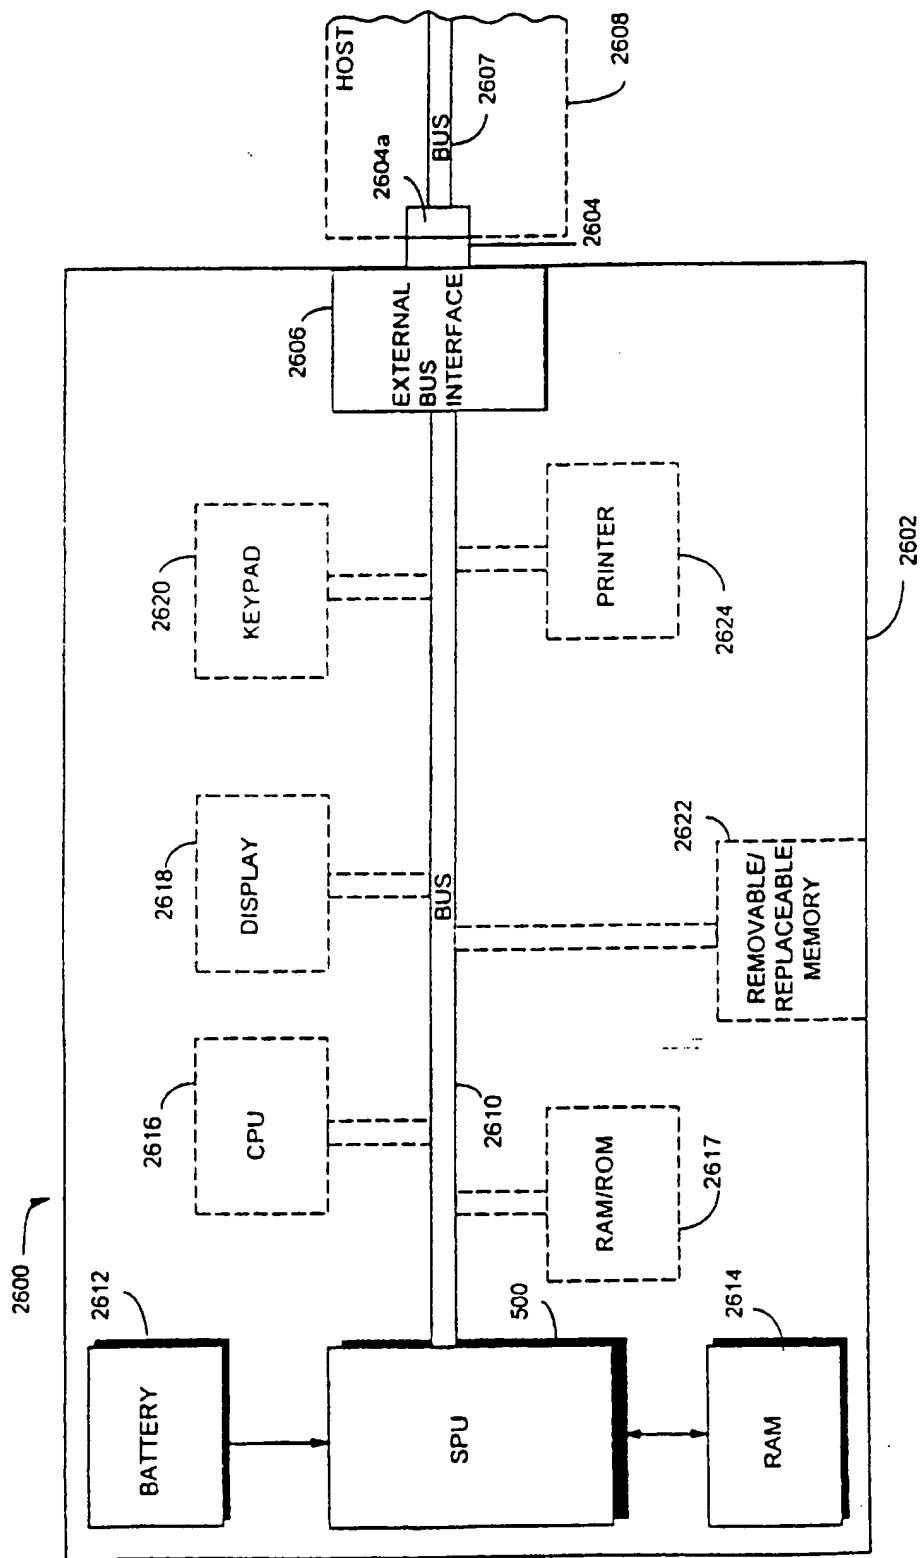 2600
BATTERY
2612
SPU
500
RAM
2614
CPU
2616
RAM/ROM
2617
2610
BUS
DISPLAY
2618
REMOVABLE/
REPLACEABLE
MEMORY
2622
KEYPAD
2620
PRINTER
2624
2602
EXTERNAL
BUS
INTERFACE
2606
2604a
2604
HOST
BUS
2607
2608